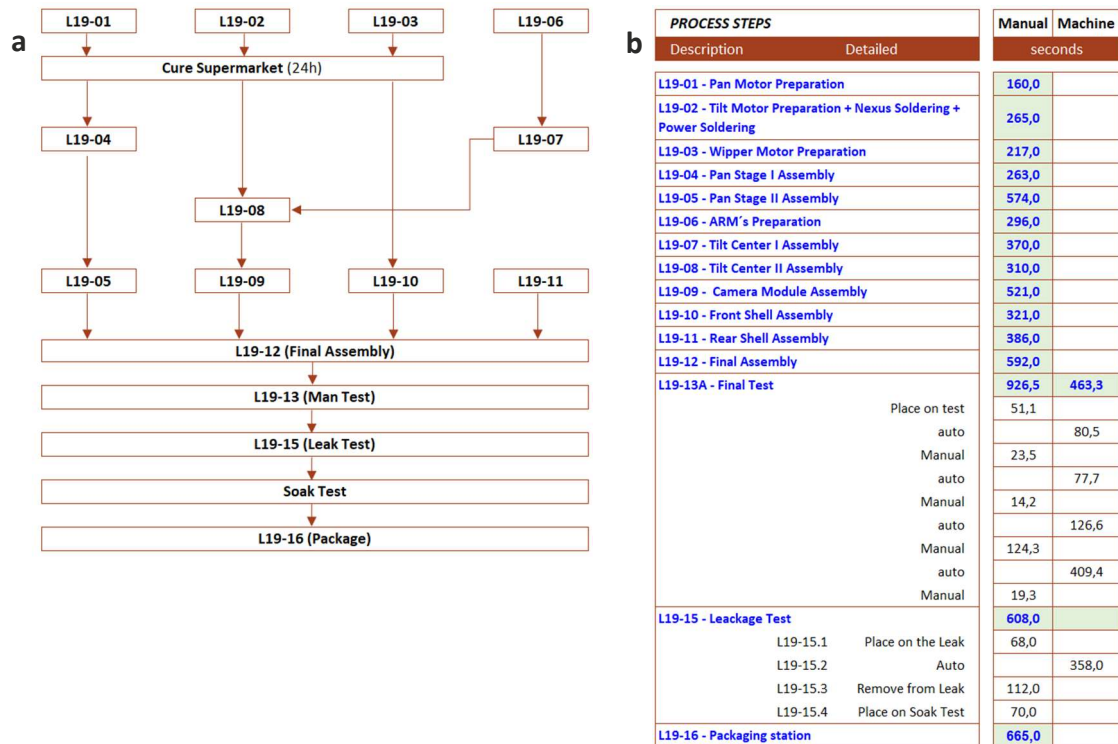 a
L19-01 L19-02 L19-03 L19-06
Cure Supermarket (24h)
L19-04 L19-07
L19-08
L19-05 L19-09 L19-10 L19-11
L19-12 (Final Assembly)
L19-13 (Man Test)
L19-15 (Leak Test)
Soak Test
L19-16 (Package)
b
PROCESS STEPS Manual Machine
Description Detailed seconds
L19-01 - Pan Motor Preparation 160,0
L19-02 - Tilt Motor Preparation + Nexus Soldering +
Power Soldering 265,0
L19-03 - Wipper Motor Preparation 217,0
L19-04 - Pan Stage I Assembly 263,0
L19-05 - Pan Stage II Assembly 574,0
L19-06 - ARM´s Preparation 296,0
L19-07 - Tilt Center I Assembly 370,0
L19-08 - Tilt Center II Assembly 310,0
L19-09 - Camera Module Assembly 521,0
L19-10 - Front Shell Assembly 321,0
L19-11 - Rear Shell Assembly 386,0
L19-12 - Final Assembly 592,0
L19-13A - Final Test 926,5 463,3
Place on test 51,1
auto 80,5
Manual 23,5
auto 77,7
Manual 14,2
auto 126,6
Manual 124,3
auto 409,4
Manual 19,3
L19-15 - Leackage Test 608,0
L19-15.1 Place on the Leak 68,0
L19-15.2 Auto 358,0
L19-15.3 Remove from Leak 112,0
L19-15.4 Place on Soak Test 70,0
L19-16 - Packaging station 665,0